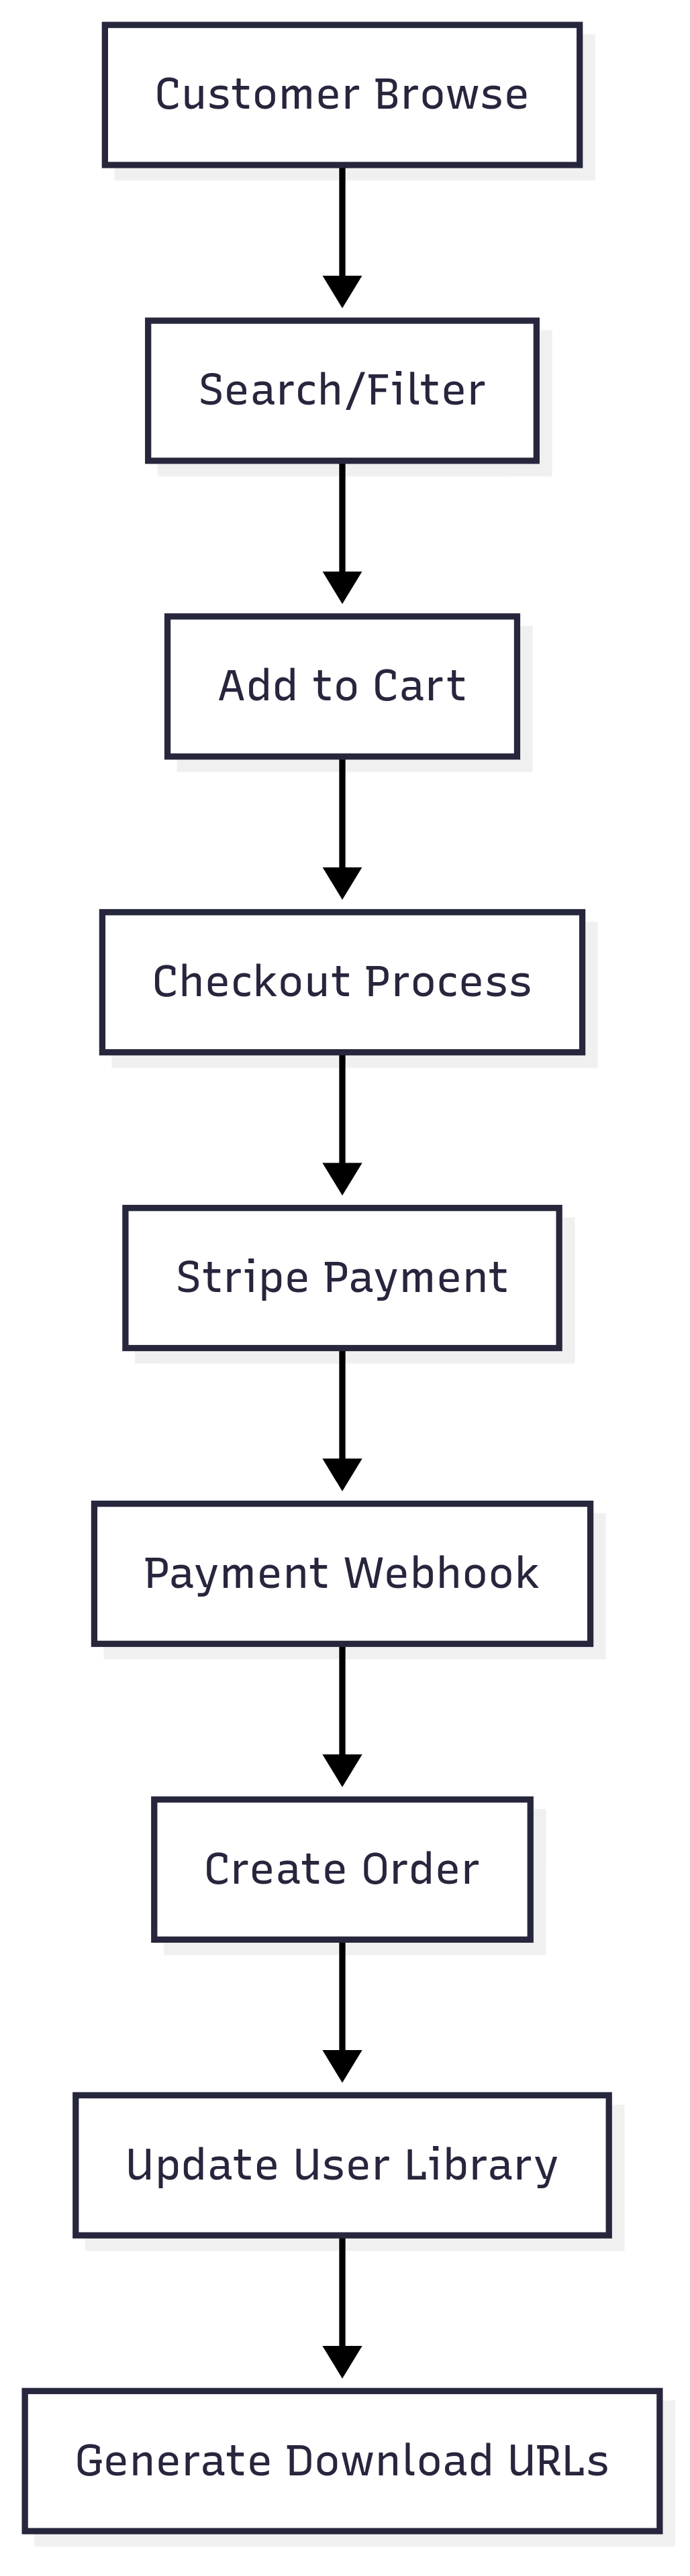 Customer Browse
Search/Filter
Add to Cart
Checkout Process
Stripe Payment
Payment Webhook
Create Order
Update User Library
Generate Download URLs